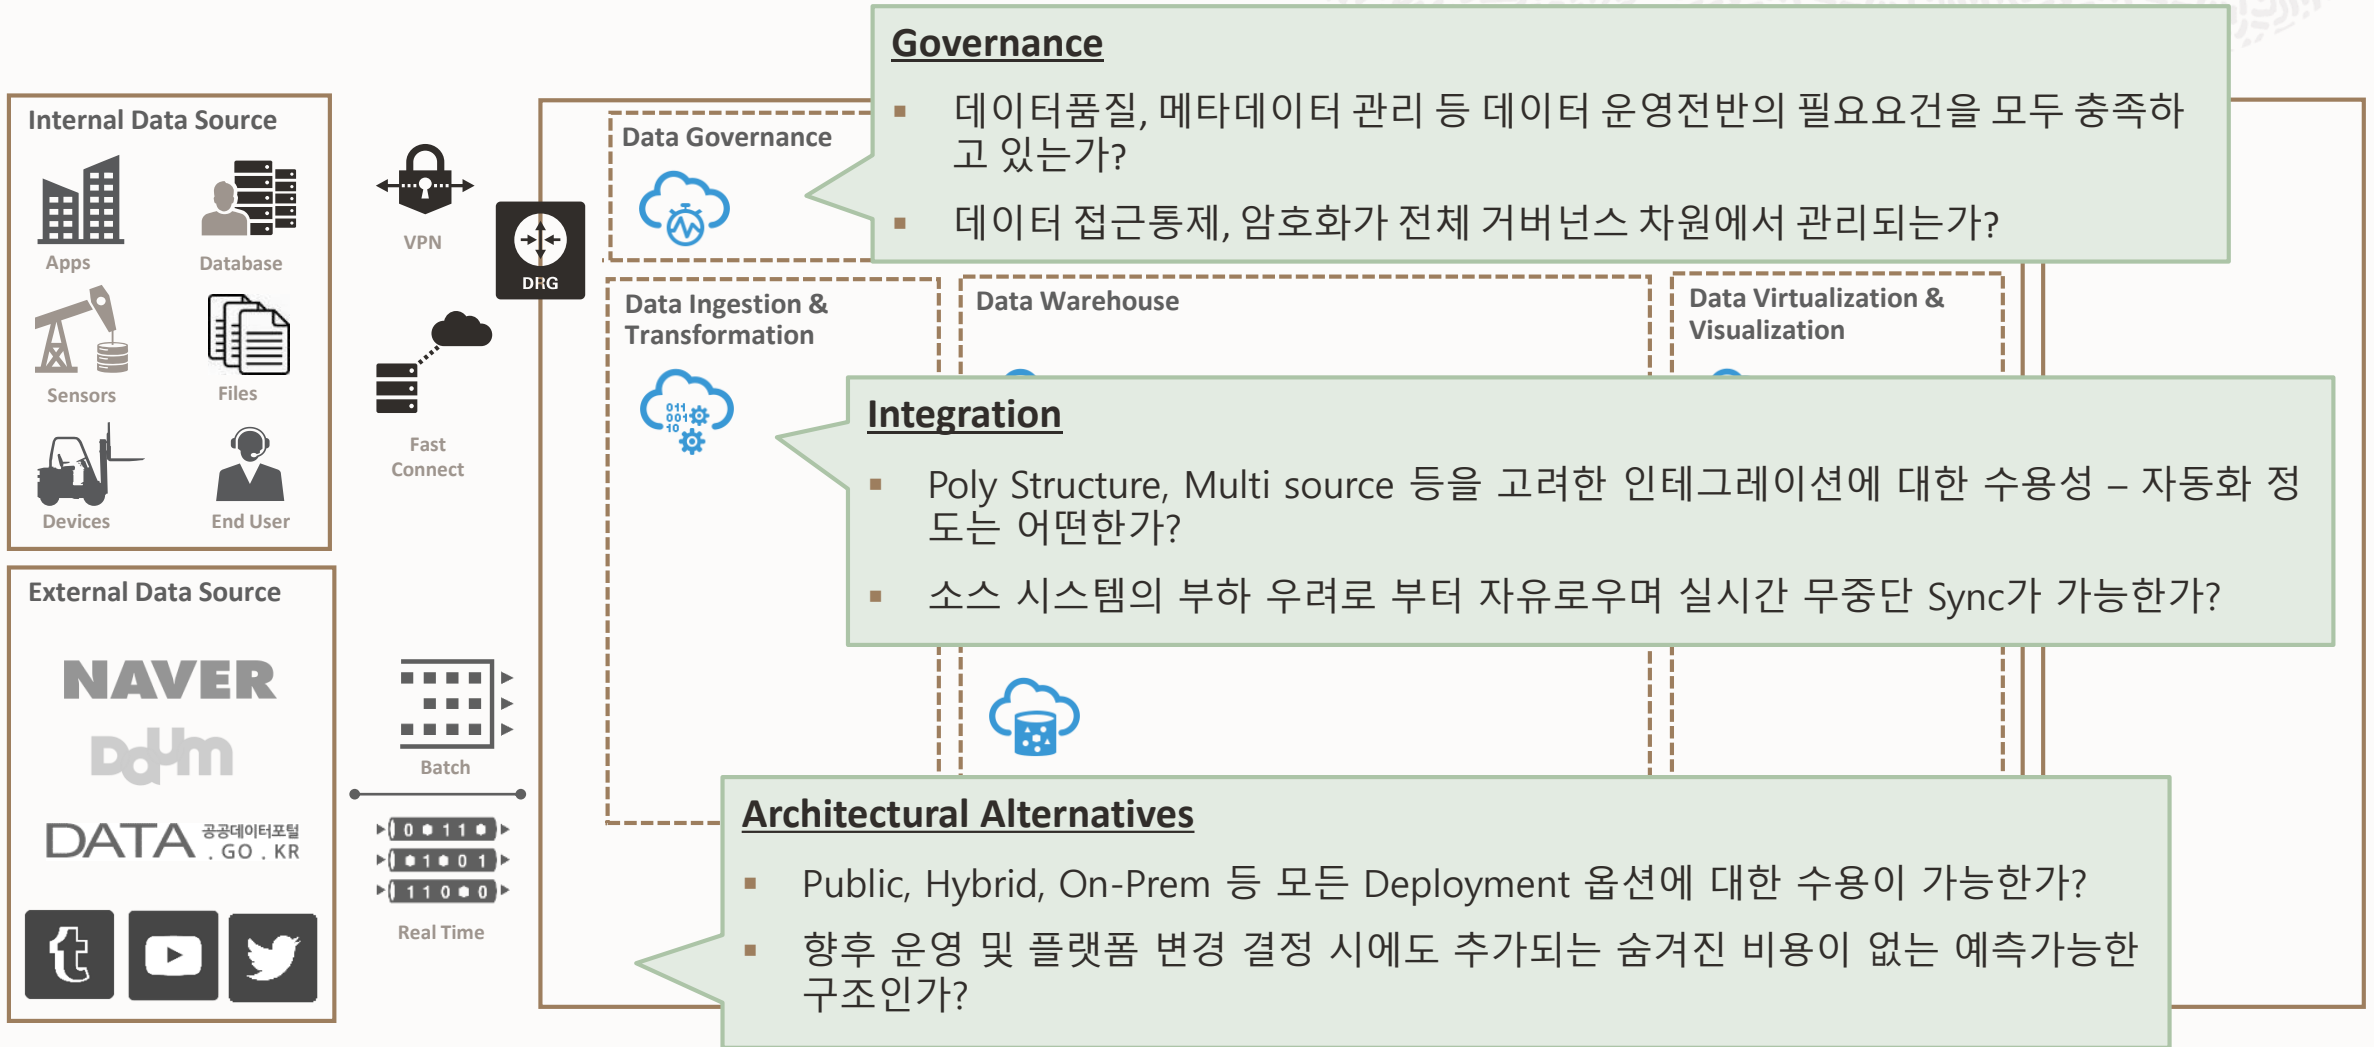 Internal Data Source
Apps
Database
Sensors
Files
Devices
End User
External Data Source
NAVER
Daum
DATA 공공데이터포털
. GO . KR
VPN
DRG
Fast
Connect
Batch
0 1 1
1 0 1
1 1 0 0
Real Time
Data Governance
Governance
▪ 데이터품질, 메타데이터 관리 등 데이터 운영전반의 필요요건을 모두 충족하
고 있는가?
▪ 데이터 접근통제, 암호화가 전체 거버넌스 차원에서 관리되는가?
Data Ingestion &
Transformation
011
001
10
Data Warehouse
Data Virtualization &
Visualization
Integration
▪ Poly Structure, Multi source 등을 고려한 인테그레이션에 대한 수용성 – 자동화 정
도는 어떤한가?
▪ 소스 시스템의 부하 우려로 부터 자유로우며 실시간 무중단 Sync가 가능한가?
Architectural Alternatives
▪ Public, Hybrid, On-Prem 등 모든 Deployment 옵션에 대한 수용이 가능한가?
▪ 향후 운영 및 플랫폼 변경 결정 시에도 추가되는 숨겨진 비용이 없는 예측가능한
구조인가?